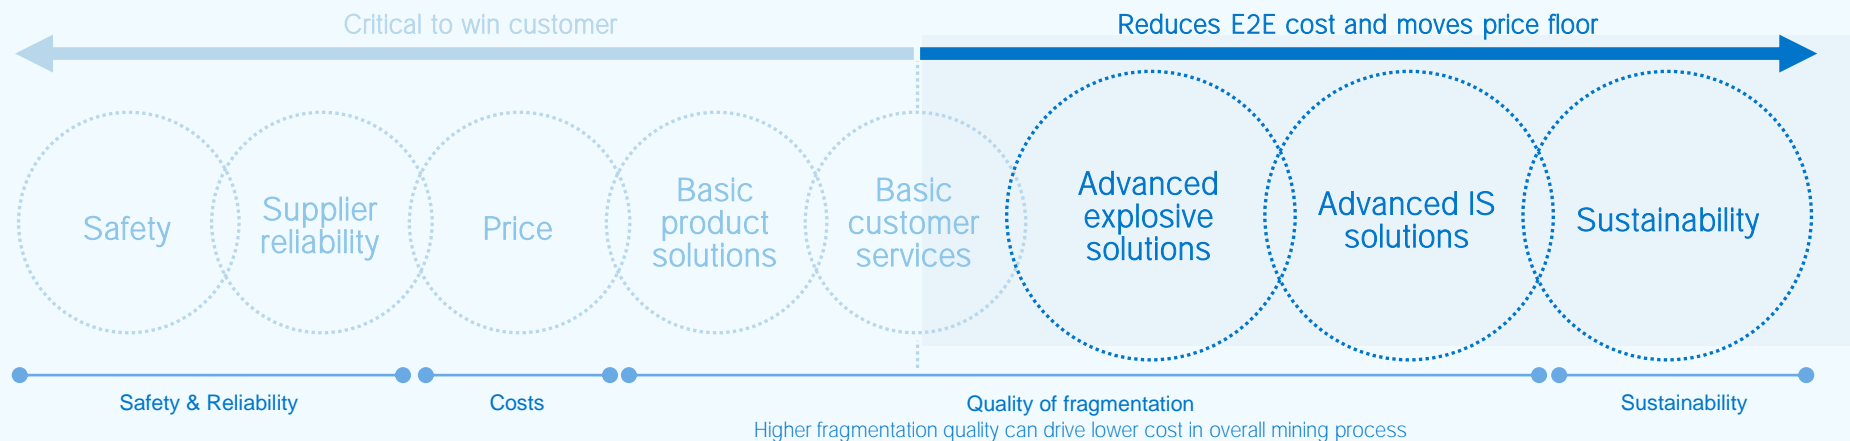 Critical to win customer
Reduces E2E cost and moves price floor
Safety
Supplier
reliability
Price
Basic
product
solutions
Basic
customer
services
Advanced
explosive
solutions
Advanced IS
solutions
Sustainability
Safety & Reliability
Costs
Quality of fragmentation
Higher fragmentation quality can drive lower cost in overall mining process
Sustainability